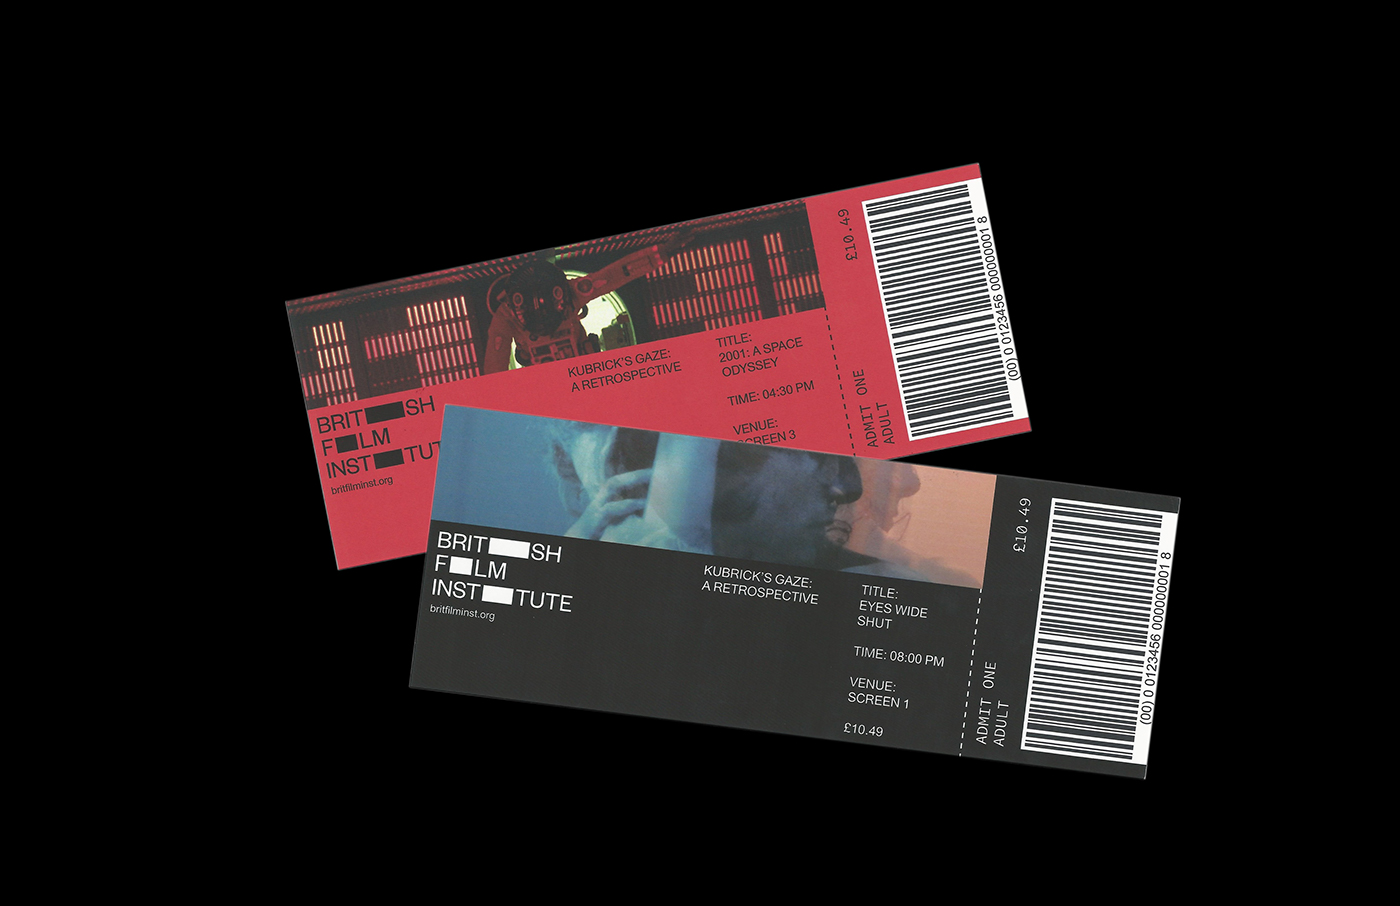 £10.49
(00) 0 0123456 000000001 8
KUBRICK'S GAZE:
A RETROSPECTIVE
TITLE:
2001: A SPACE
ODYSSEY
TIME: 04:30 PM
VENUE:
SCREEN 3
ADMIT ONE
ADULT
BRIT SH
F LM
INST TUT
britfilminst.org
£10.49
(00) 0 0123456 000000001 8
BRIT SH
F LM
INST TUTE
britfilminst.org
KUBRICK'S GAZE:
A RETROSPECTIVE
TITLE:
EYES WIDE
SHUT
TIME: 08:00 PM
VENUE:
SCREEN 1
£10.49
ADMIT ONE
ADULT